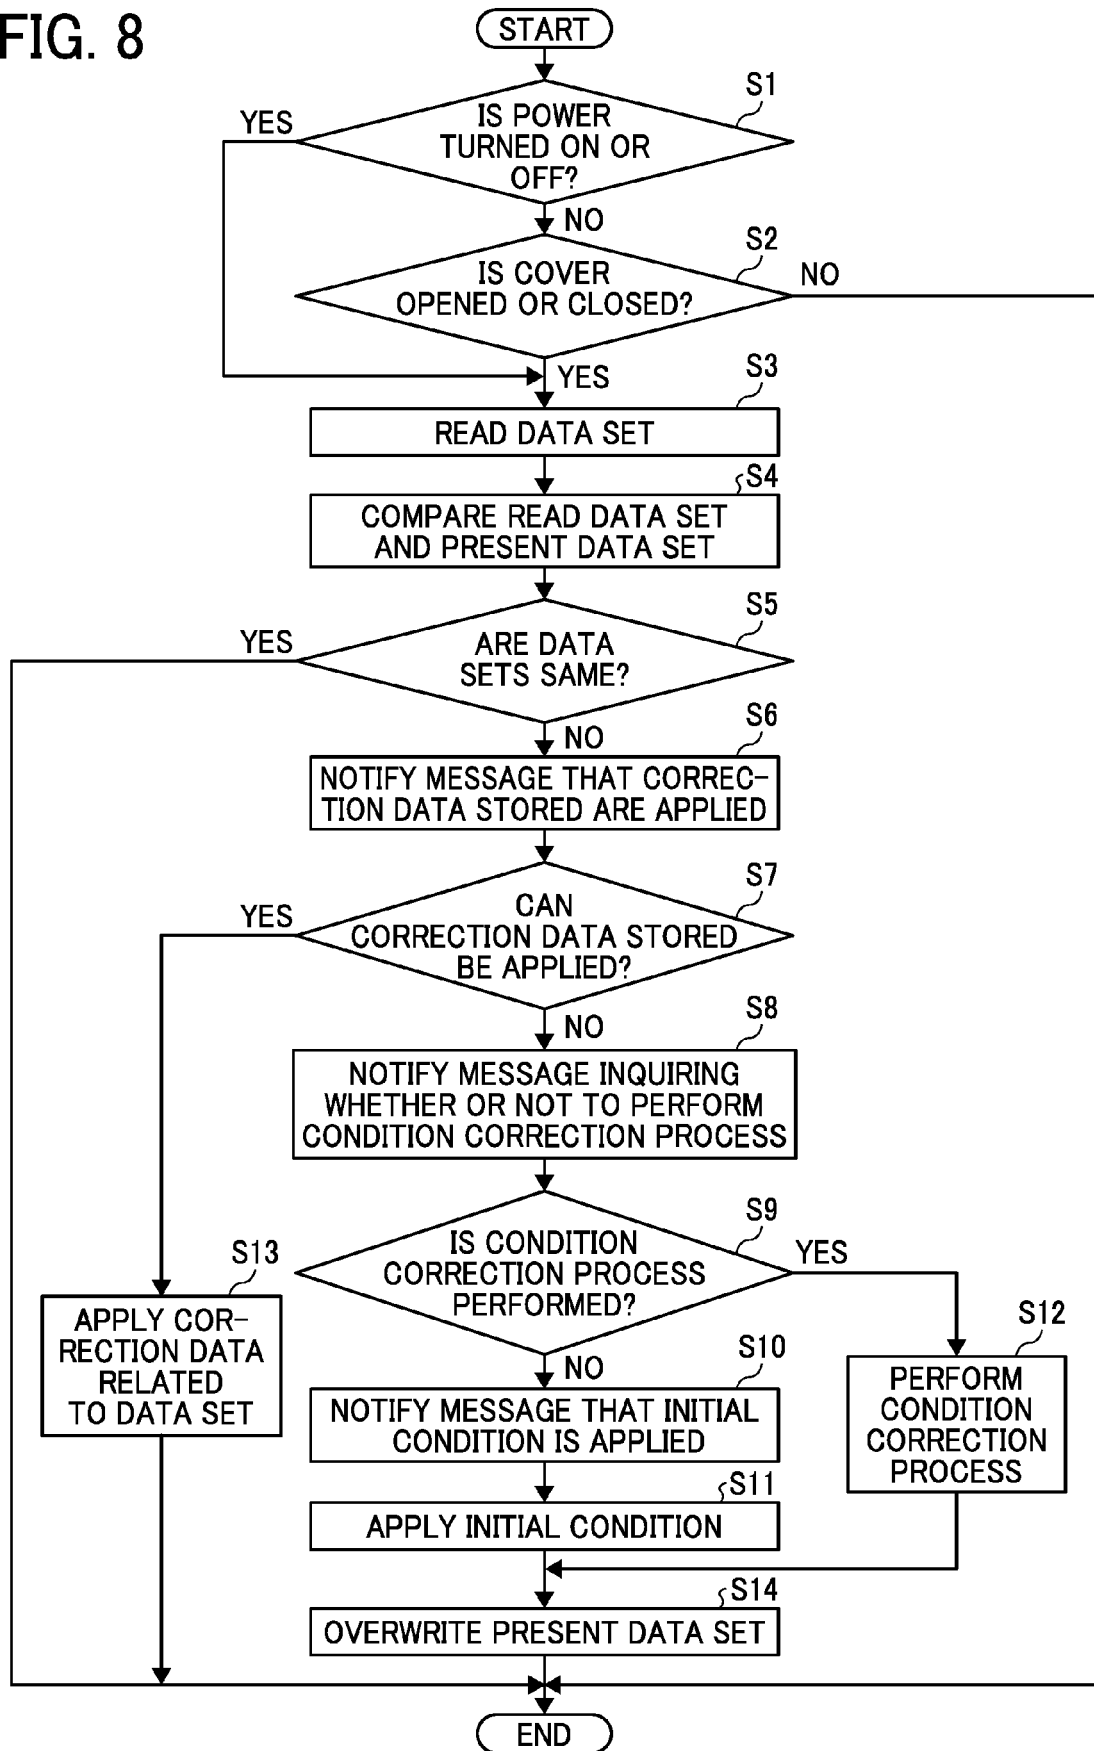 FIG. 8
START
S1
IS POWER
TURNED ON OR
OFF?
YES
NO
S2
IS COVER
OPENED OR CLOSED?
NO
YES
S3
READ DATA SET
S4
COMPARE READ DATA SET
AND PRESENT DATA SET
S5
ARE DATA
SETS SAME?
YES
NO
S6
NOTIFY MESSAGE THAT CORREC-
TION DATA STORED ARE APPLIED
S7
CAN
CORRECTION DATA STORED
BE APPLIED?
YES
NO
S8
NOTIFY MESSAGE INQUIRING
WHETHER OR NOT TO PERFORM
CONDITION CORRECTION PROCESS
S9
IS CONDITION
CORRECTION PROCESS
PERFORMED?
YES
NO
S13
APPLY COR-
RECTION DATA
RELATED
TO DATA SET
S10
NOTIFY MESSAGE THAT INITIAL
CONDITION IS APPLIED
S12
PERFORM
CONDITION
CORRECTION
PROCESS
S11
APPLY INITIAL CONDITION
S14
OVERWRITE PRESENT DATA SET
END